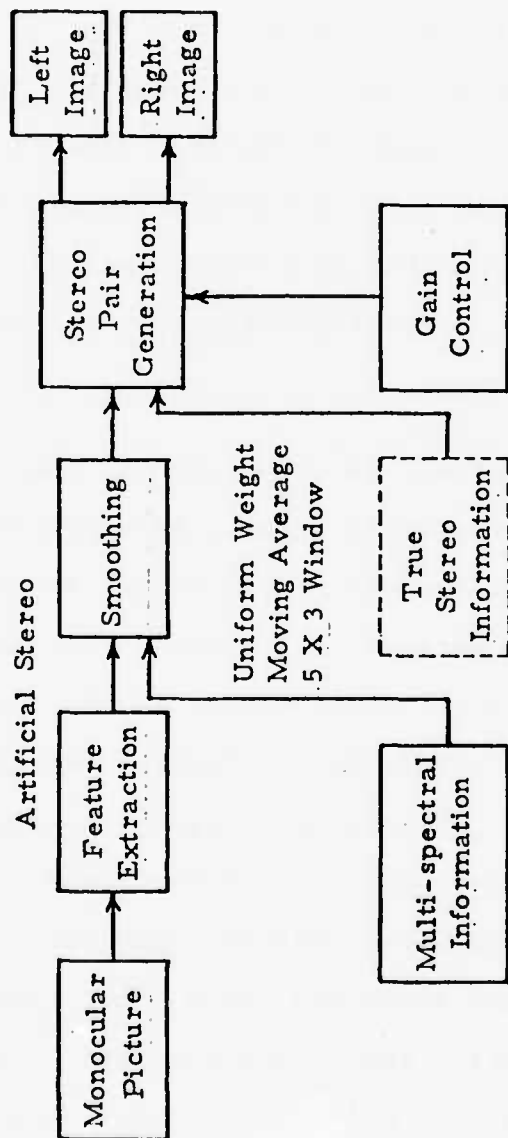 Artificial Stereo
Monocular
Picture
Feature
Extraction
Smoothing
Stereo
Pair
Generation
Left
Image
Right
Image
Uniform Weight
Moving Average
5 X 3 Window
Multi-spectral
Information
True
Stereo
Information
Gain
Control